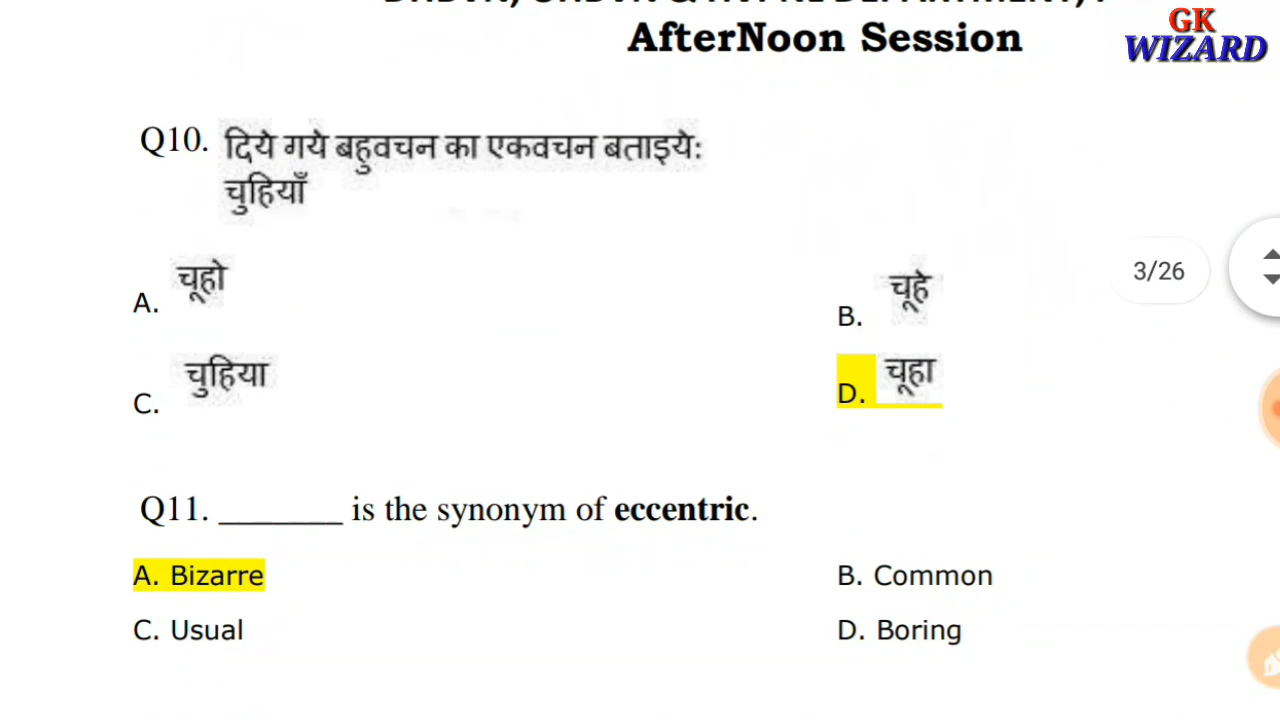 AfterNoon Session
GK
WIZARD
Q10. दिये गये बहुवचन का एकवचन बताइये:
चुहियाँ
A. चूहो
B. चूहे
C. चुहिया
D. चूहा
3/26
Q11. _______ is the synonym of eccentric.
A. Bizarre
B. Common
C. Usual
D. Boring